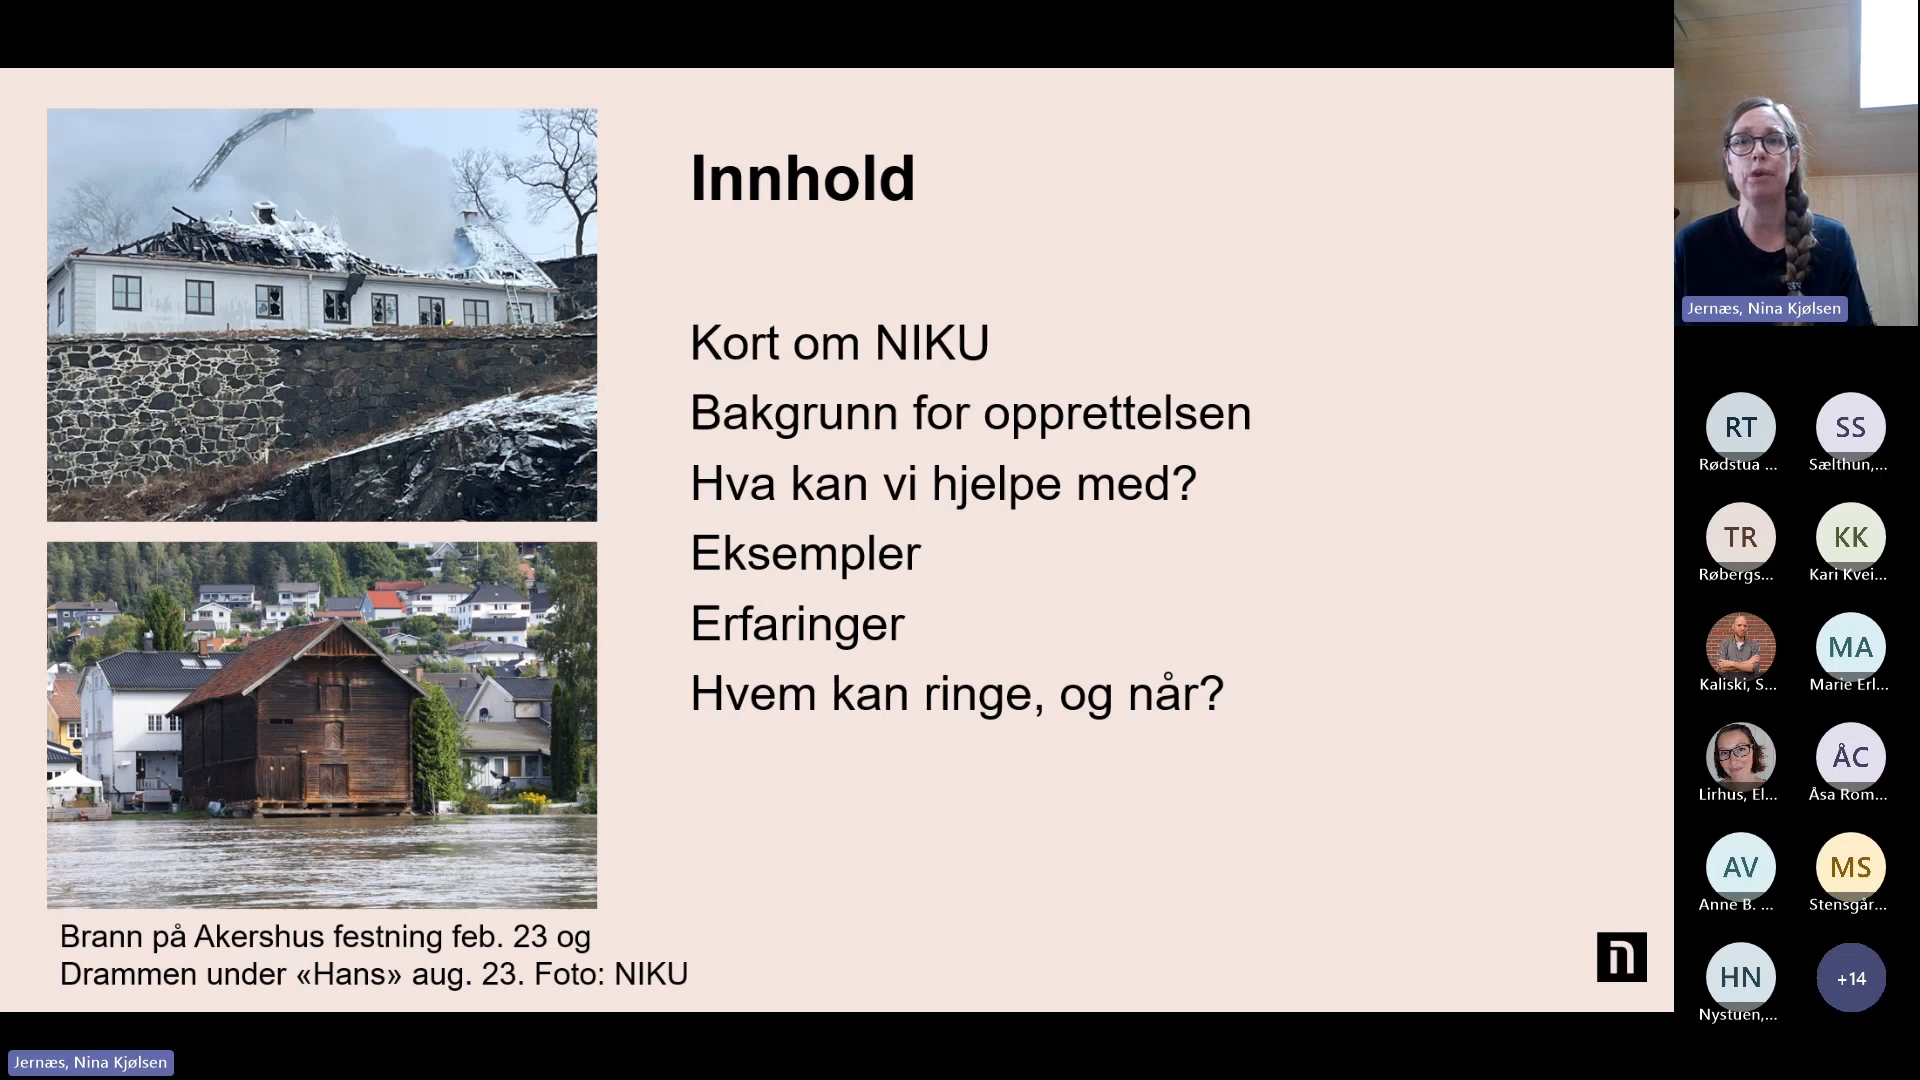 Innhold
Kort om NIKU
Bakgrunn for opprettelsen
Hva kan vi hjelpe med?
Eksempler
Erfaringer
Hvem kan ringe, og når?
Brann på Akershus festning feb. 23 og
Drammen under «Hans» aug. 23. Foto: NIKU
n
Jernæs, Nina Kjølsen
RT
Rødstua ...
SS
Sælthun,...
TR
Røbergs...
KK
Kari Kvei...
Kaliski, S...
MA
Marie Erl...
Lirhus, El...
ÅC
Åsa Rom...
AV
Anne B. ...
MS
Stensgår...
HN
Nystuen,...
+14
Jernæs, Nina Kjølsen